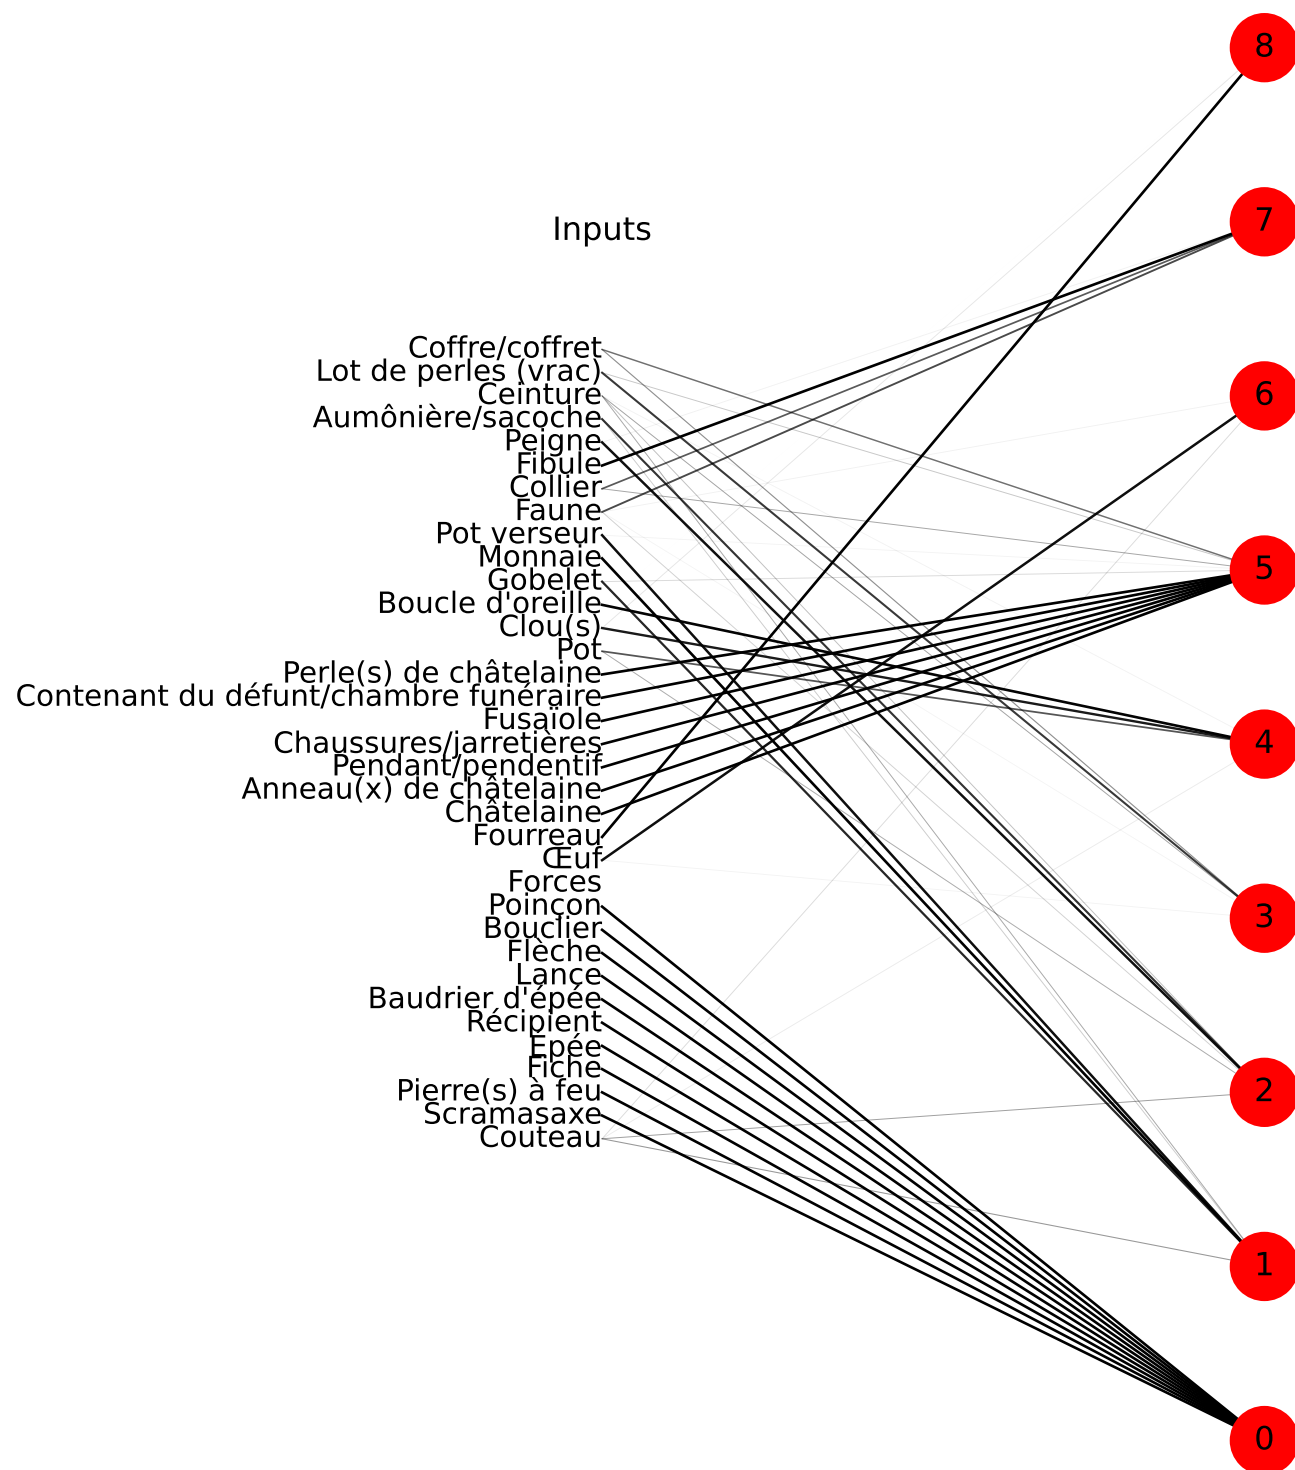 8
7
Inputs
Coffre/coffret
Lot de perles (vrac)
Ceinture
6
Aumônière/sacoche
Peigne
Fibule
Collier
Faune
Pot verseur
Monnaie
5
Gobelet
Boucle d'oreille
Clou(s)
Pot
Perle(s) de châtelaine
Contenant du défunt/chambre funéraire
Fusaïole
Chaussures/jarretières
4
Pendant/pendentif
Anneau(x) de châtelaine
Châtelaine
Fourreau
Œuf
Forces
Poinçon
3
Bouclier
Flèche
Lance
Baudrier d'épée
Récipient
Épée
Fiche
Pierre(s) à feu
2
Scramasaxe
Couteau
1
0